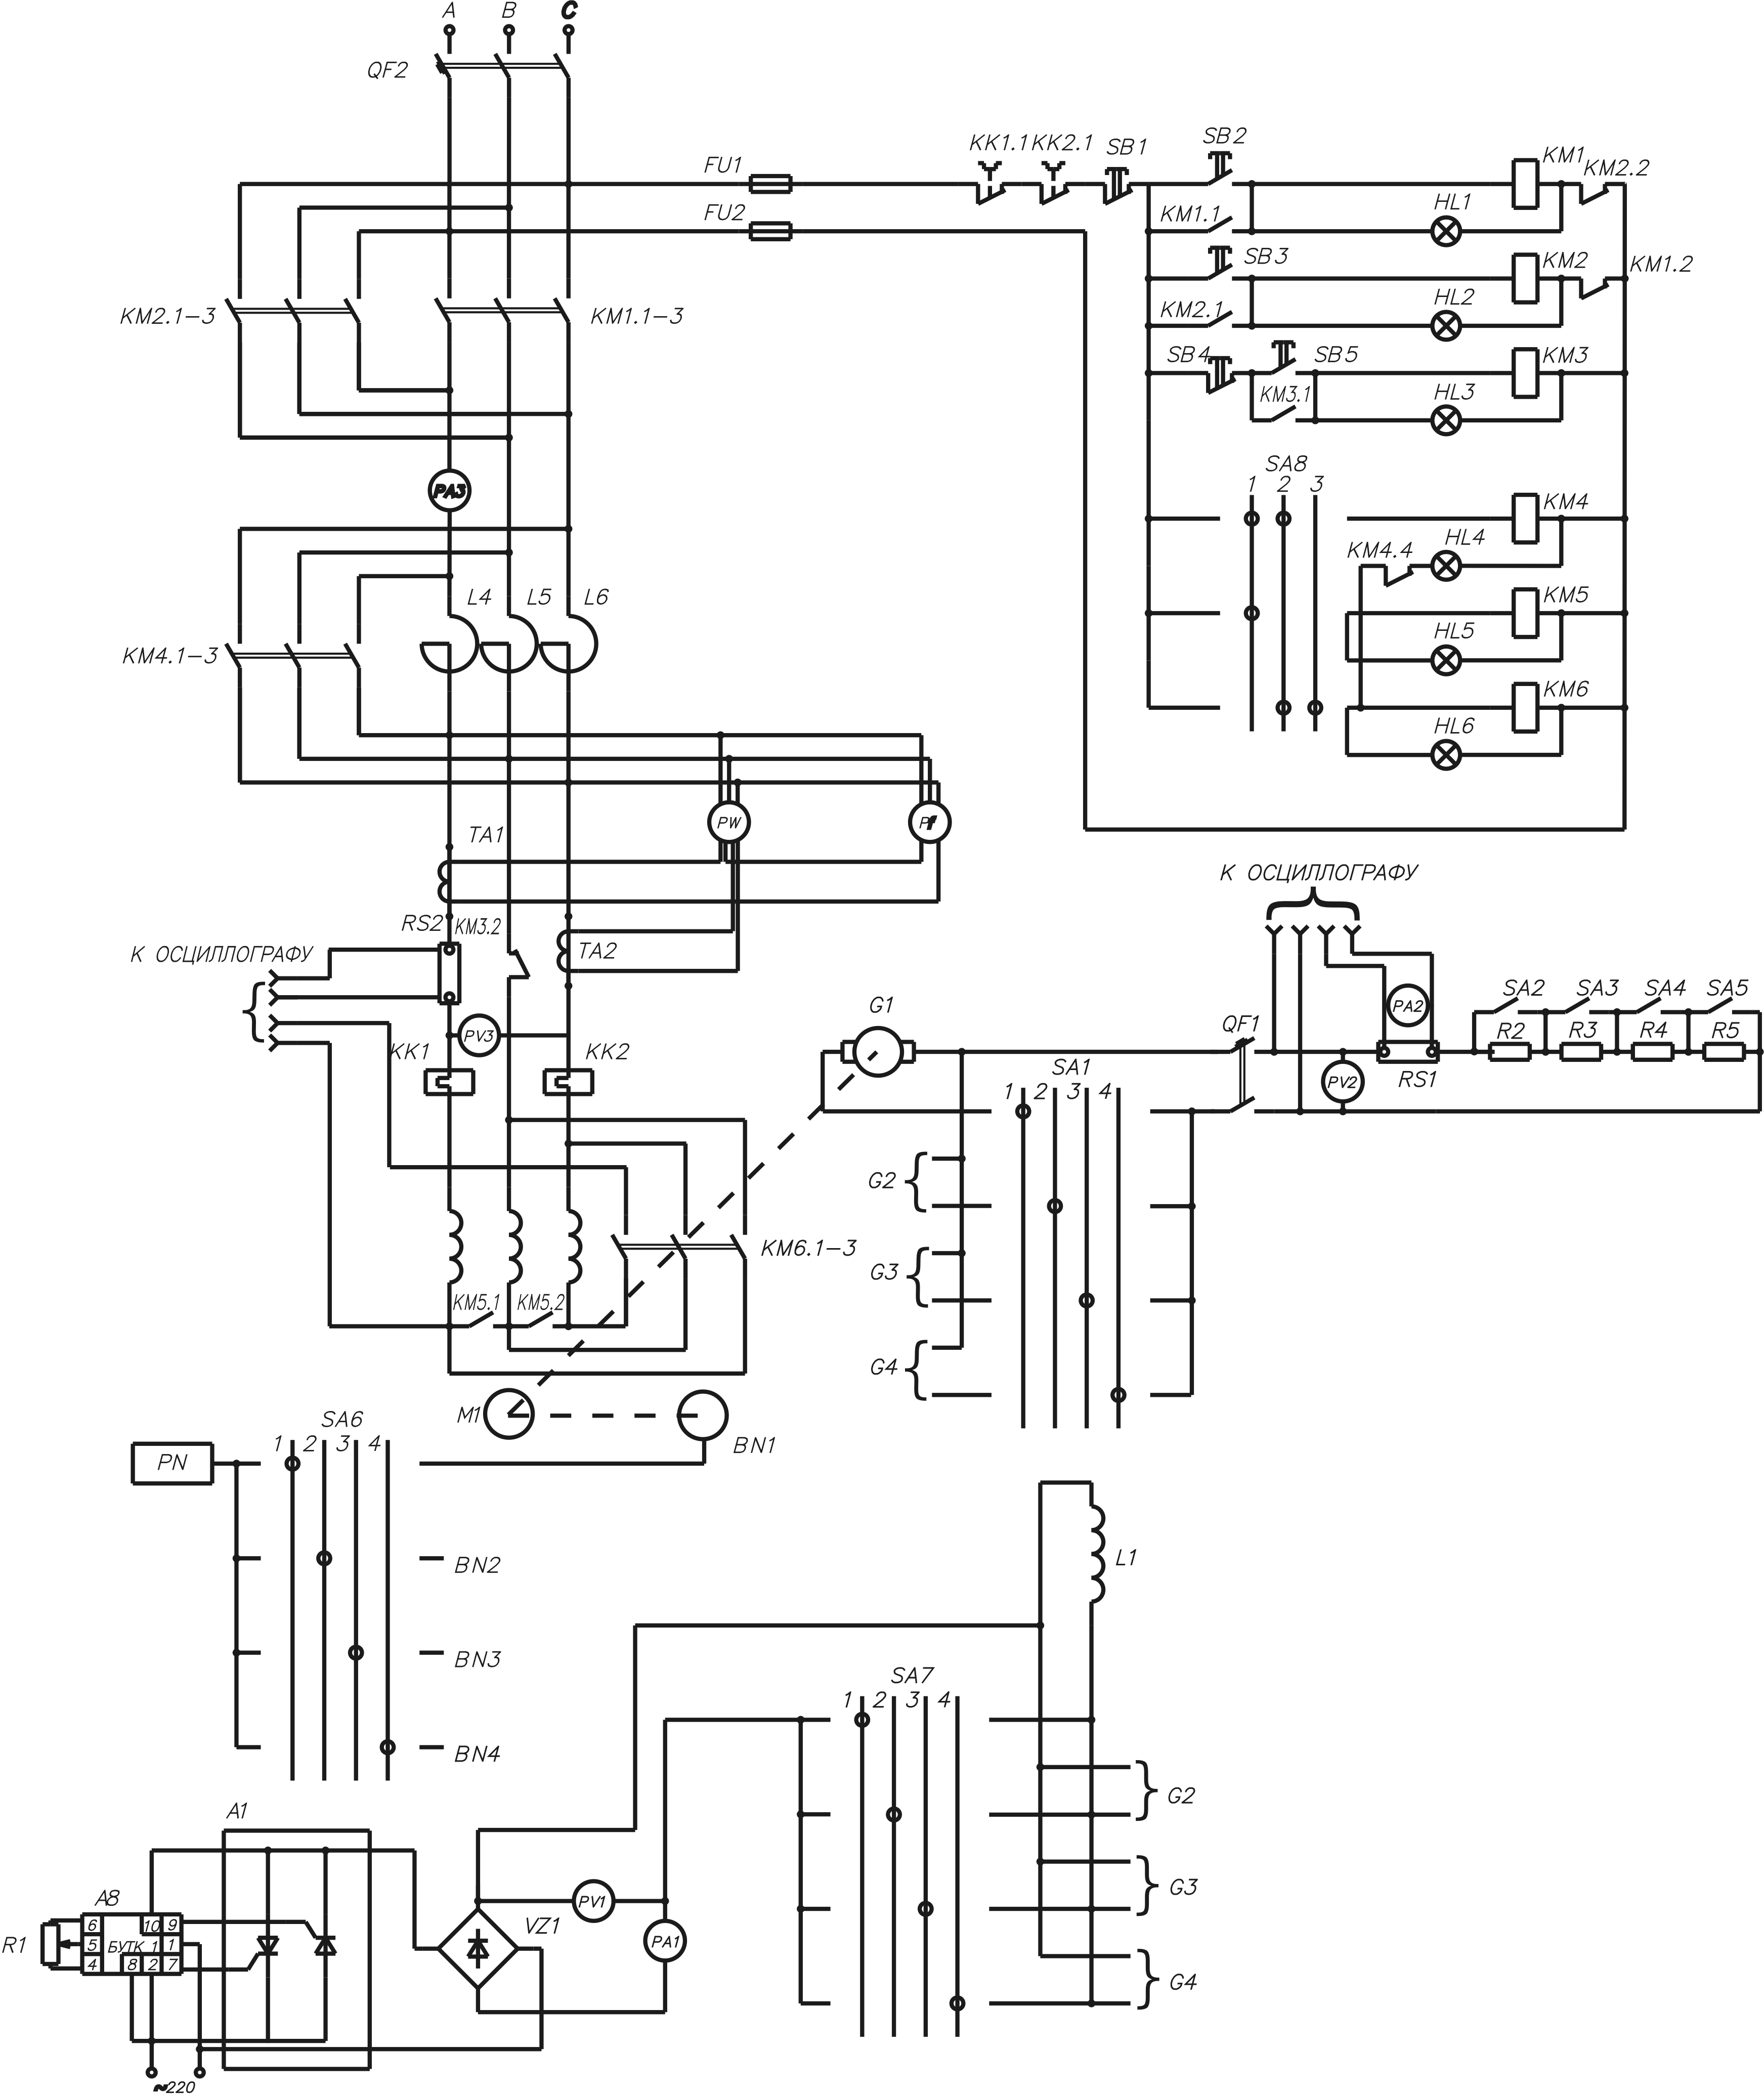 A B C
QF2
FU1
FU2
KK1.1 KK2.1 SB1
SB2
KM1
KM2.2
KM1.1
HL1
SB3
KM2
KM1.2
KM2.1
HL2
SB4
SB5
KM3
KM3.1
HL3
KM2.1-3
KM1.1-3
PA3
SA8
1 2 3
KM4
KM4.4
HL4
KM5
HL5
KM6
HL6
L4 L5 L6
KM4.1-3
PW
Pf
TA1
RS2 KM3.2
TA2
К ОСЦИЛЛОГРАФУ
PV3
KK1
KK2
К ОСЦИЛЛОГРАФУ
G1
QF1
PA2
SA2 SA3 SA4 SA5
R2 R3 R4 R5
PV2
RS1
SA1
1 2 3 4
G2
G3
G4
KM6.1-3
KM5.1 KM5.2
M1
BN1
SA6
1 2 3 4
PN
BN2
BN3
BN4
L1
SA7
1 2 3 4
G2
G3
G4
A1
A8
R1
6 10 9
5 БУТК 1 1
4 8 2 7
VZ1
PV1
PA1
~220